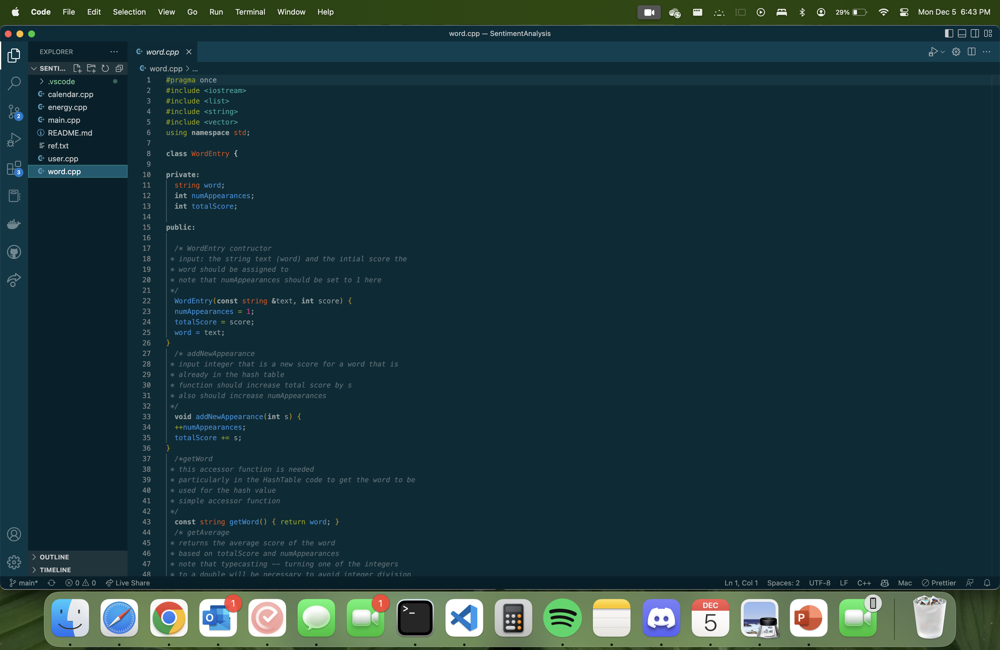 Code File Edit Selection View Go Run Terminal Window Help 29% Mon Dec 5 6:43 PM
word.cpp — SentimentAnalysis
EXPLORER
SENTI...
.vscode
calendar.cpp
energy.cpp
main.cpp
README.md
ref.txt
user.cpp
word.cpp
2
3
OUTLINE
TIMELINE
word.cpp
word.cpp > ...
1 #pragma once
2 #include <iostream>
3 #include <list>
4 #include <string>
5 #include <vector>
6 using namespace std;
7
8 class WordEntry {
9
10 private:
11 string word;
12 int numAppearances;
13 int totalScore;
14
15 public:
16
17 /* WordEntry contructor
18 * input: the string text (word) and the intial score the
19 * word should be assigned to
20 * note that numAppearances should be set to 1 here
21 */
22 WordEntry(const string &text, int score) {
23 numAppearances = 1;
24 totalScore = score;
25 word = text;
26 }
27 /* addNewAppearance
28 * input integer that is a new score for a word that is
29 * already in the hash table
30 * function should increase total score by s
31 * also should increase numAppearances
32 */
33 void addNewAppearance(int s) {
34 ++numAppearances;
35 totalScore += s;
36 }
37 /*getWord
38 * this accessor function is needed
39 * particularly in the HashTable code to get the word to be
40 * used for the hash value
41 * simple accessor function
42 */
43 const string getWord() { return word; }
44 /* getAverage
45 * returns the average score of the word
46 * based on totalScore and numAppearances
47 * note that typecasting -- turning one of the integers
48 * to a double will be necessary to avoid integer division
main* 0 0 Live Share Ln 1, Col 1 Spaces: 2 UTF-8 LF C++ Mac Prettier
1
1
DEC
5
O
>_
P